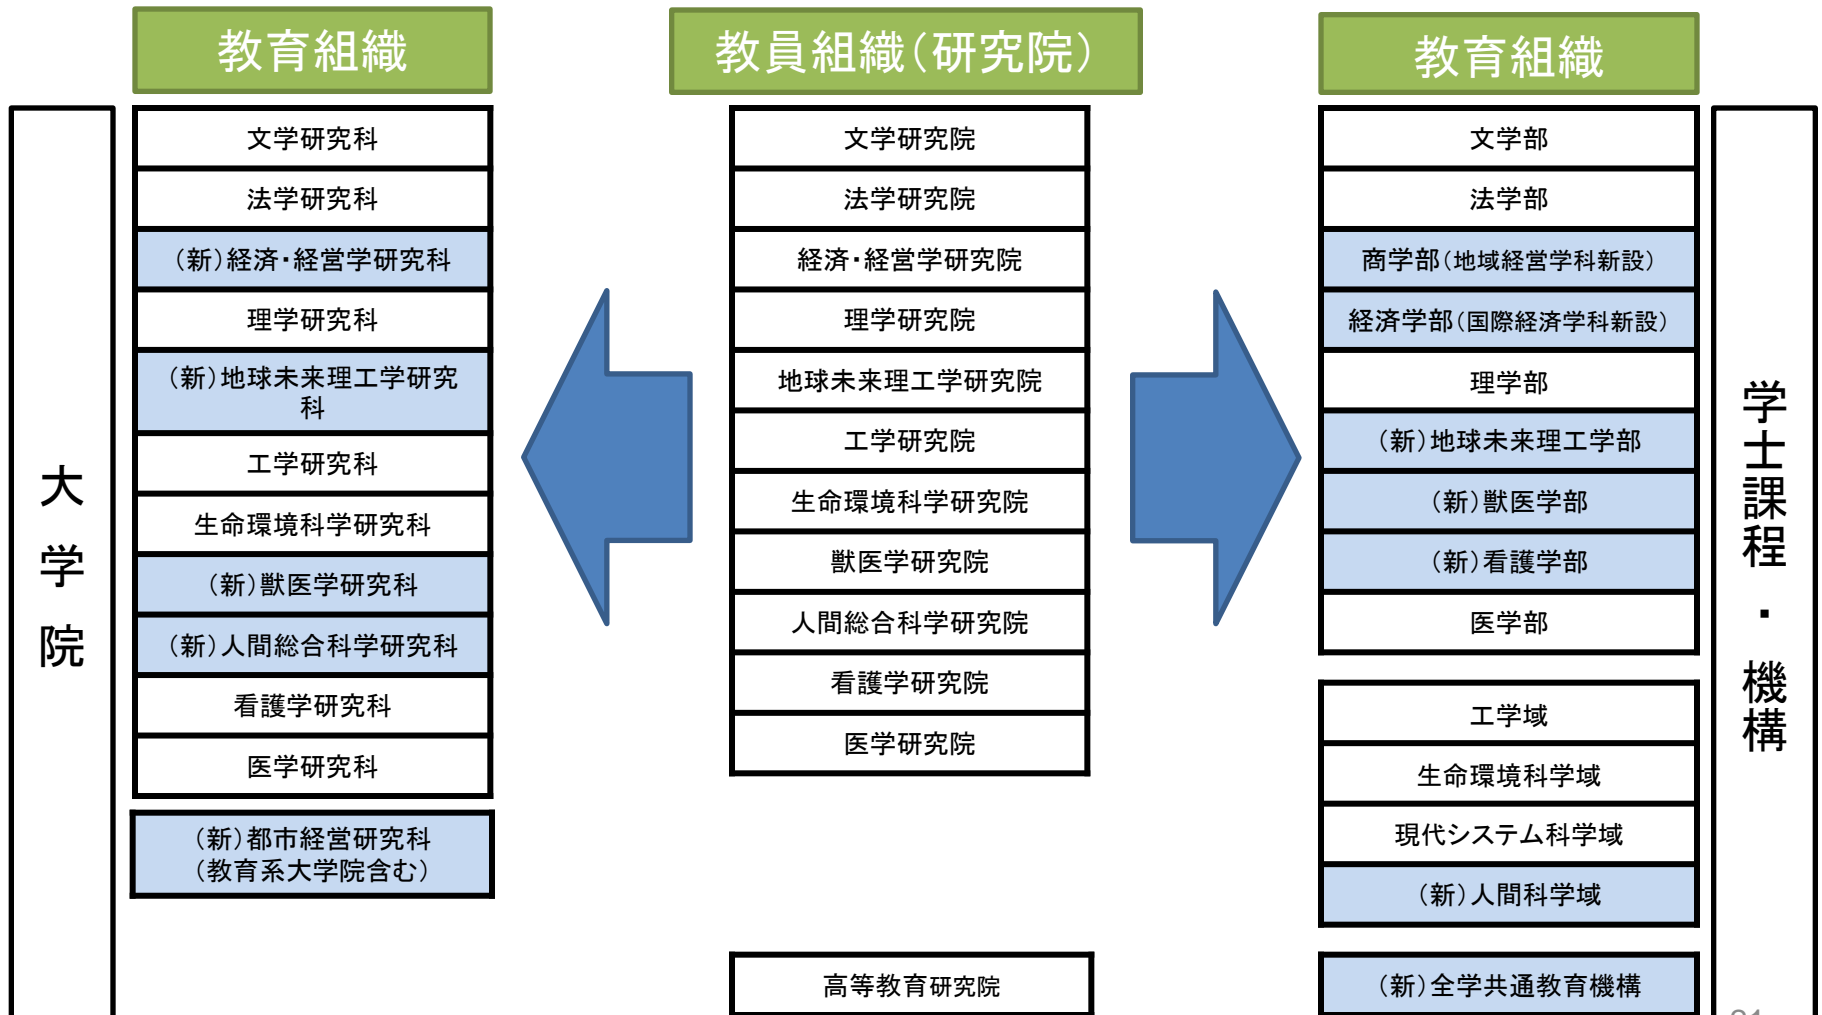 教育組織
教員組織(研究院)
教育組織
大学院
文学研究科
法学研究科
(新)経済・経営学研究科
理学研究科
(新)地球未来理工学研究
科
工学研究科
生命環境科学研究科
(新)獣医学研究科
(新)人間総合科学研究科
看護学研究科
医学研究科
(新)都市経営研究科
(教育系大学院含む)
文学研究院
法学研究院
経済・経営学研究院
理学研究院
地球未来理工学研究院
工学研究院
生命環境科学研究院
獣医学研究院
人間総合科学研究院
看護学研究院
医学研究院
高等教育研究院
文学部
法学部
商学部(地域経営学科新設)
経済学部(国際経済学科新設)
理学部
(新)地球未来理工学部
(新)獣医学部
(新)看護学部
医学部
工学域
生命環境科学域
現代システム科学域
(新)人間科学域
(新)全学共通教育機構
学士課程・機構